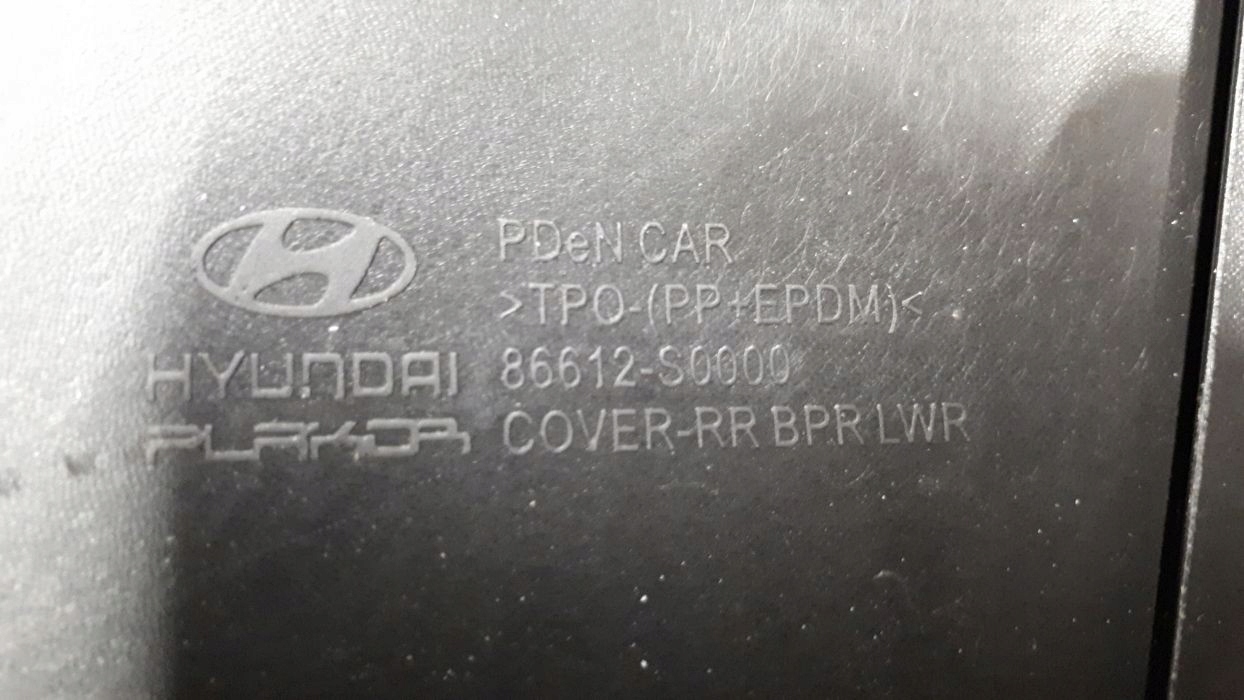 PDeN CAR
>TPO-(PP+EPDM)<
HYUNDAI 86612-S0000
PLAKOR COVER-RR BPR LWR